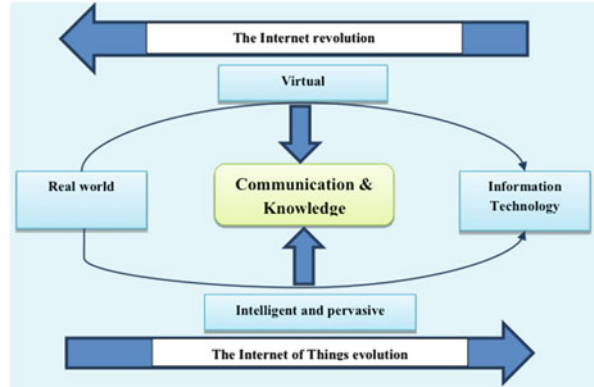 The Internet revolution
Virtual
Real world
Communication &
Knowledge
Information
Technology
Intelligent and pervasive
The Internet of Things evolution